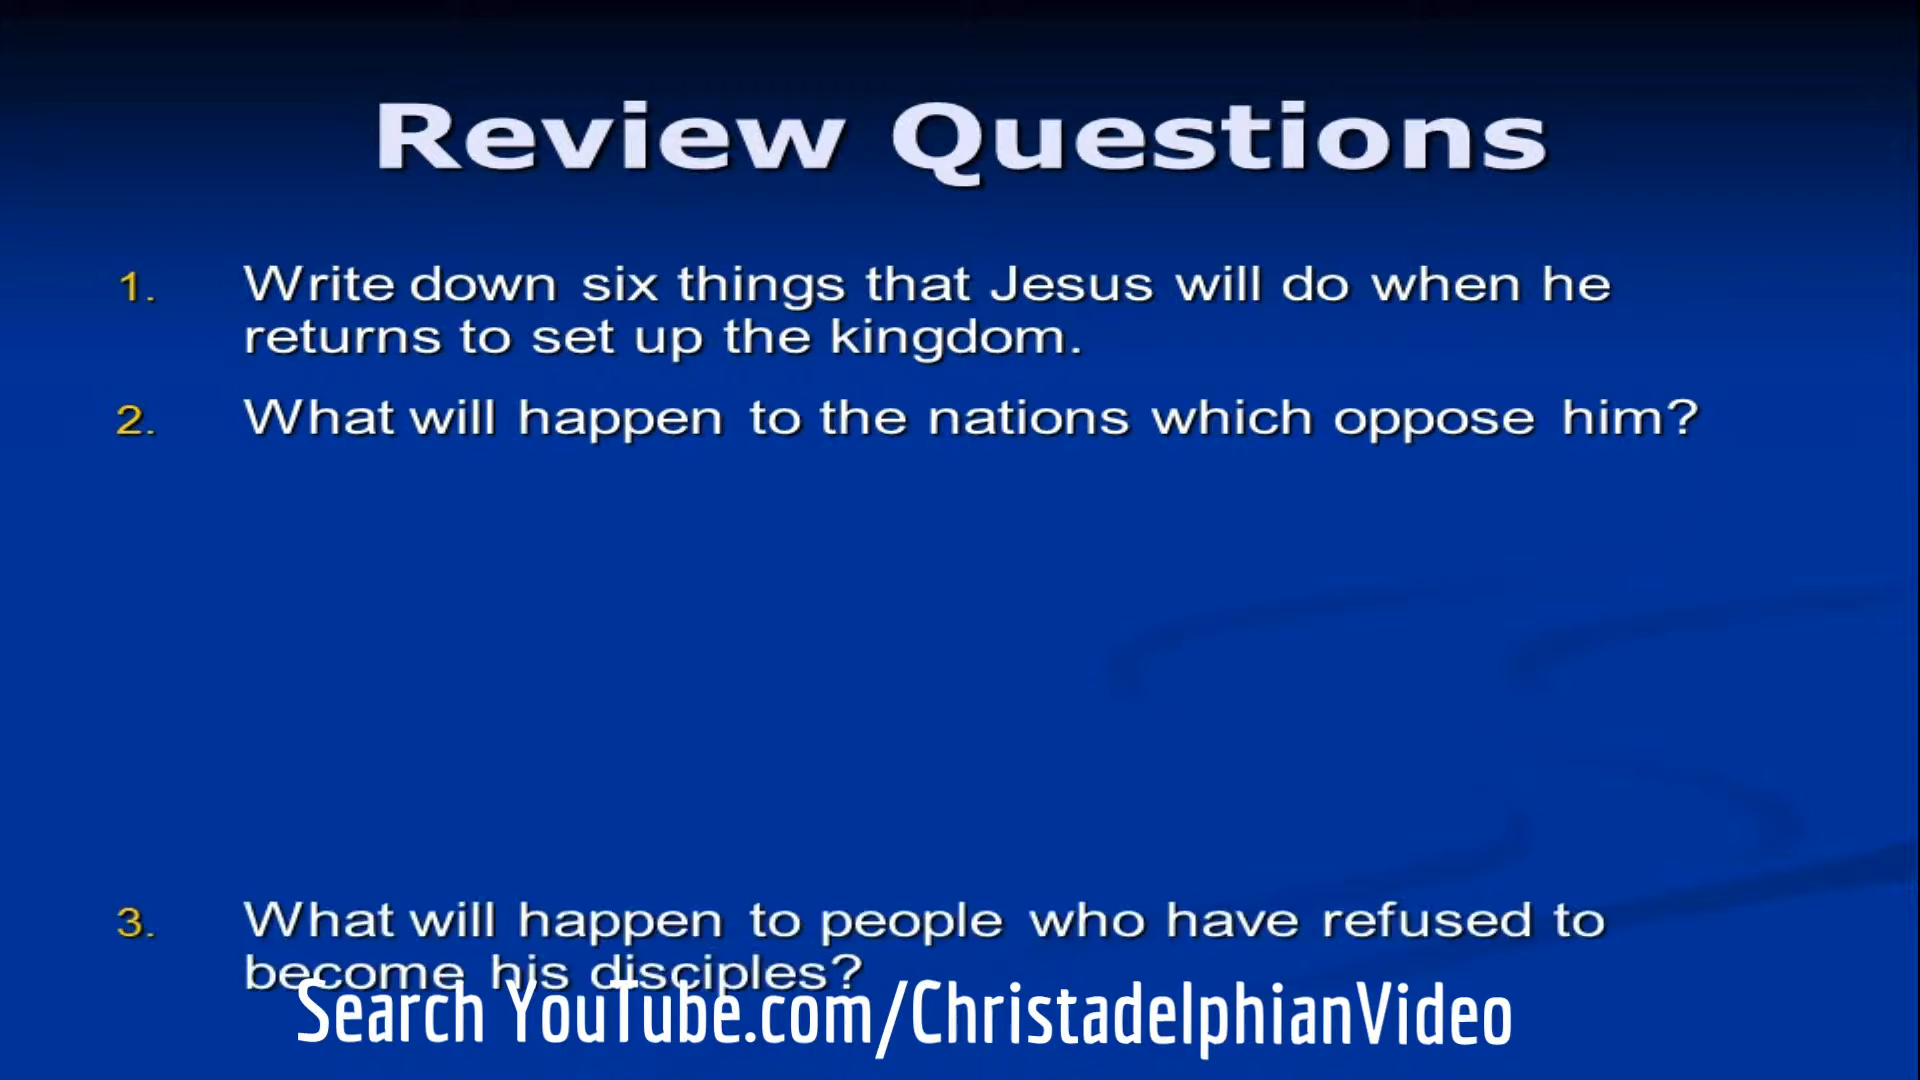 Review Questions
1. Write down six things that Jesus will do when he
returns to set up the kingdom.
2. What will happen to the nations which oppose him?
3. What will happen to people who have refused to
become his disciples?
Search YouTube.com/ChristadelphianVideo